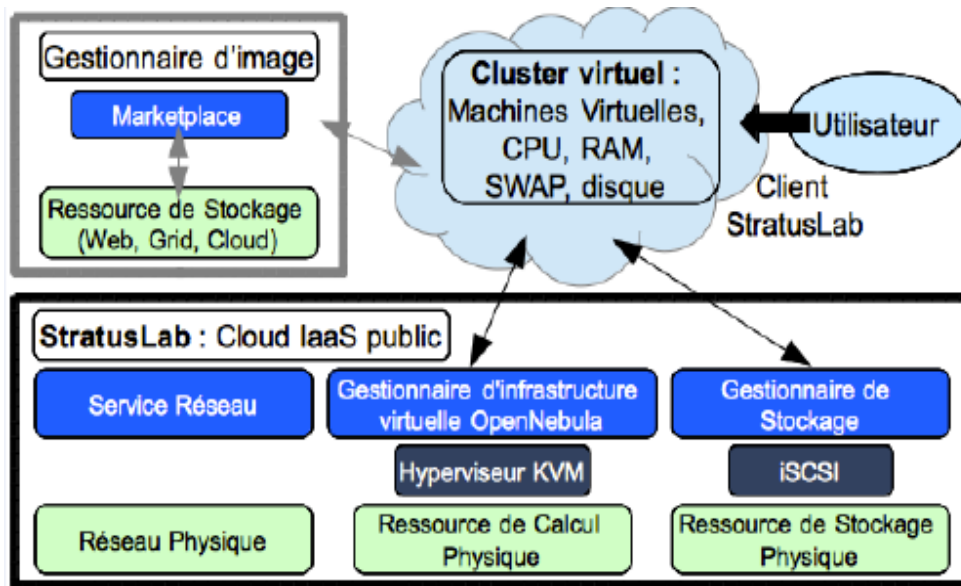 Gestionnaire d'image
Marketplace
Ressource de Stockage
(Web, Grid, Cloud)
Cluster virtuel :
Machines Virtuelles,
CPU, RAM,
SWAP, disque
Utilisateur
Client
StratusLab
StratusLab : Cloud IaaS public
Service Réseau
Gestionnaire d'infrastructure
virtuelle OpenNebula
Gestionnaire de
Stockage
Hyperviseur KVM
iSCSI
Réseau Physique
Ressource de Calcul
Physique
Ressource de Stockage
Physique